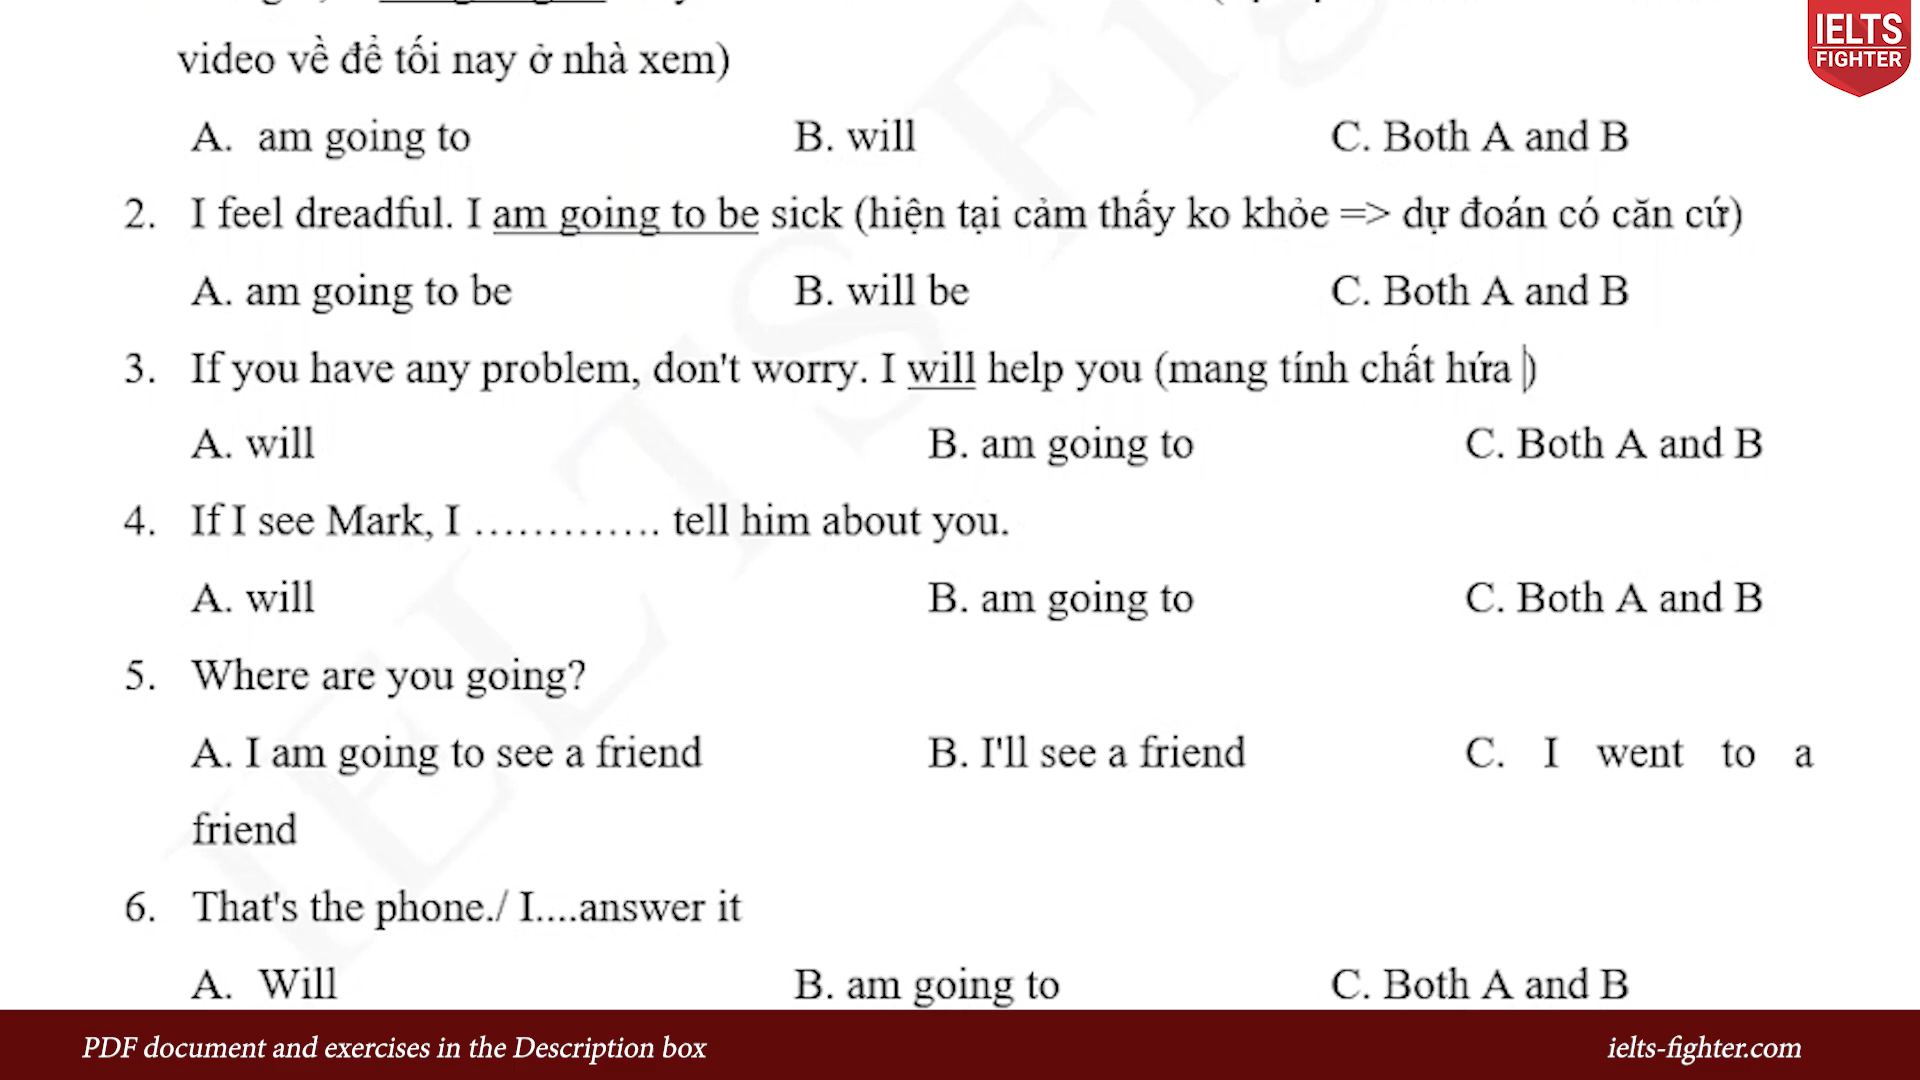 IELTS
FIGHTER
video về để tối nay ở nhà xem)
A. am going to B. will C. Both A and B
2. I feel dreadful. I am going to be sick (hiện tại cảm thấy ko khỏe => dự đoán có căn cứ)
A. am going to be B. will be C. Both A and B
3. If you have any problem, don't worry. I will help you (mang tính chất hứa )
A. will B. am going to C. Both A and B
4. If I see Mark, I …………. tell him about you.
A. will B. am going to C. Both A and B
5. Where are you going?
A. I am going to see a friend B. I'll see a friend C. I went to a
friend
6. That's the phone./ I....answer it
A. Will B. am going to C. Both A and B
PDF document and exercises in the Description box ielts-fighter.com